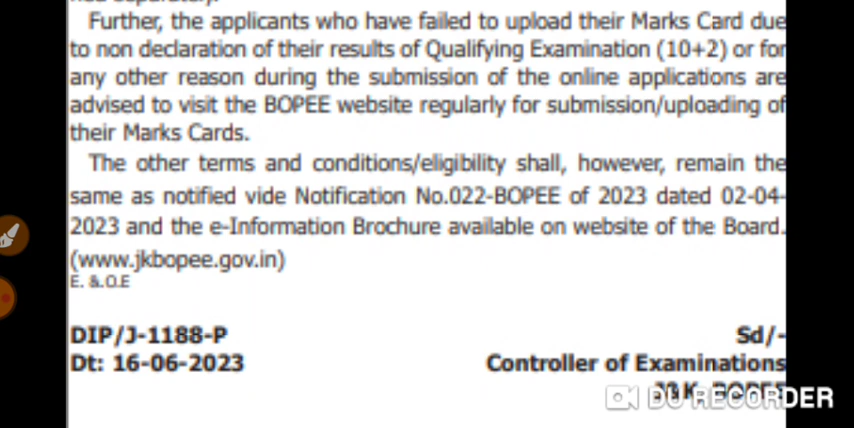 Further, the applicants who have failed to upload their Marks Card due
to non declaration of their results of Qualifying Examination (10+2) or for
any other reason during the submission of the online applications are
advised to visit the BOPEE website regularly for submission/uploading of
their Marks Cards.
The other terms and conditions/eligibility shall, however, remain the
same as notified vide Notification No.022-BOPEE of 2023 dated 02-04-
2023 and the e-Information Brochure available on website of the Board.
(www.jkbopee.gov.in)
E. & O.E
DIP/J-1188-P
Sd/-
Dt: 16-06-2023
Controller of Examinations
J&K, BOPEE
DU RECORDER